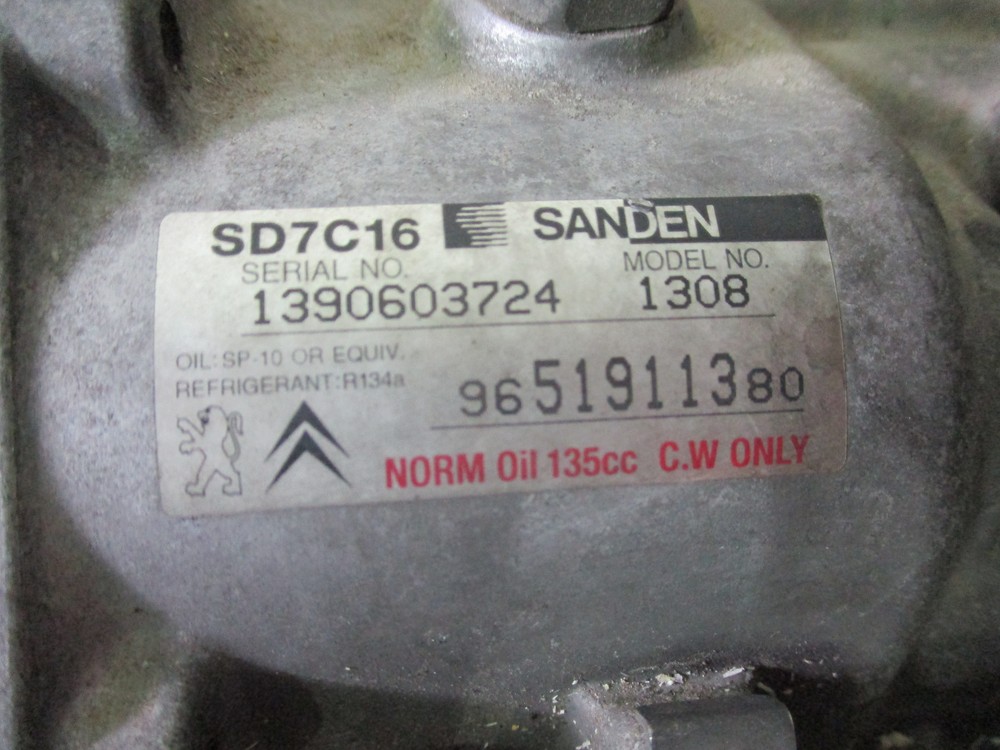 SD7C16 SANDEN
SERIAL NO. MODEL NO.
1390603724 1308
OIL: SP-10 OR EQUIV.
REFRIGERANT: R134a
9651911380
NORM Oil 135cc C.W ONLY